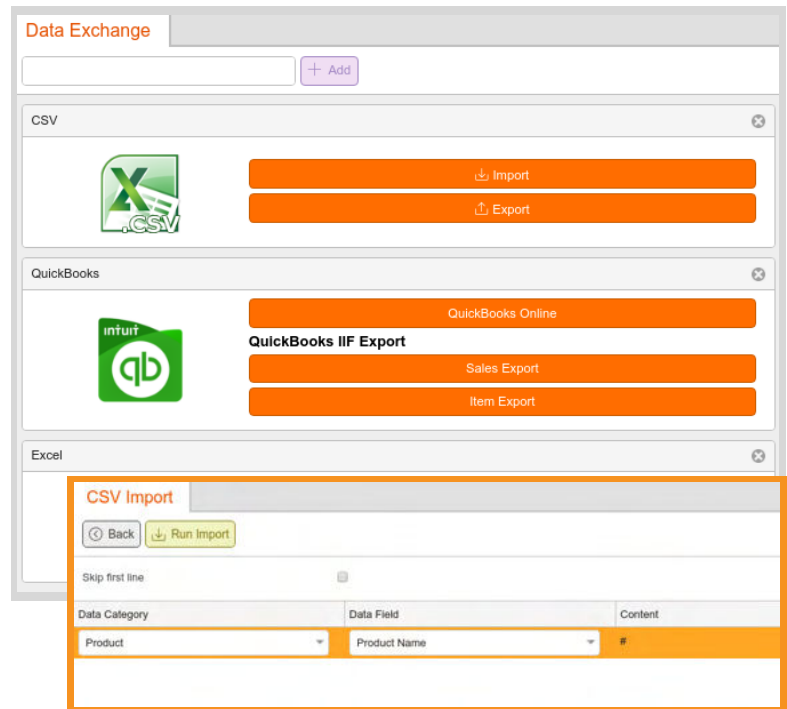 Data Exchange
Add
CSV
.CSV
Import
Export
QuickBooks
intuit
qb
QuickBooks Online
QuickBooks IIF Export
Sales Export
Item Export
Excel
CSV Import
Back
Run Import
Skip first line
Data Category Data Field Content
Product Product Name #